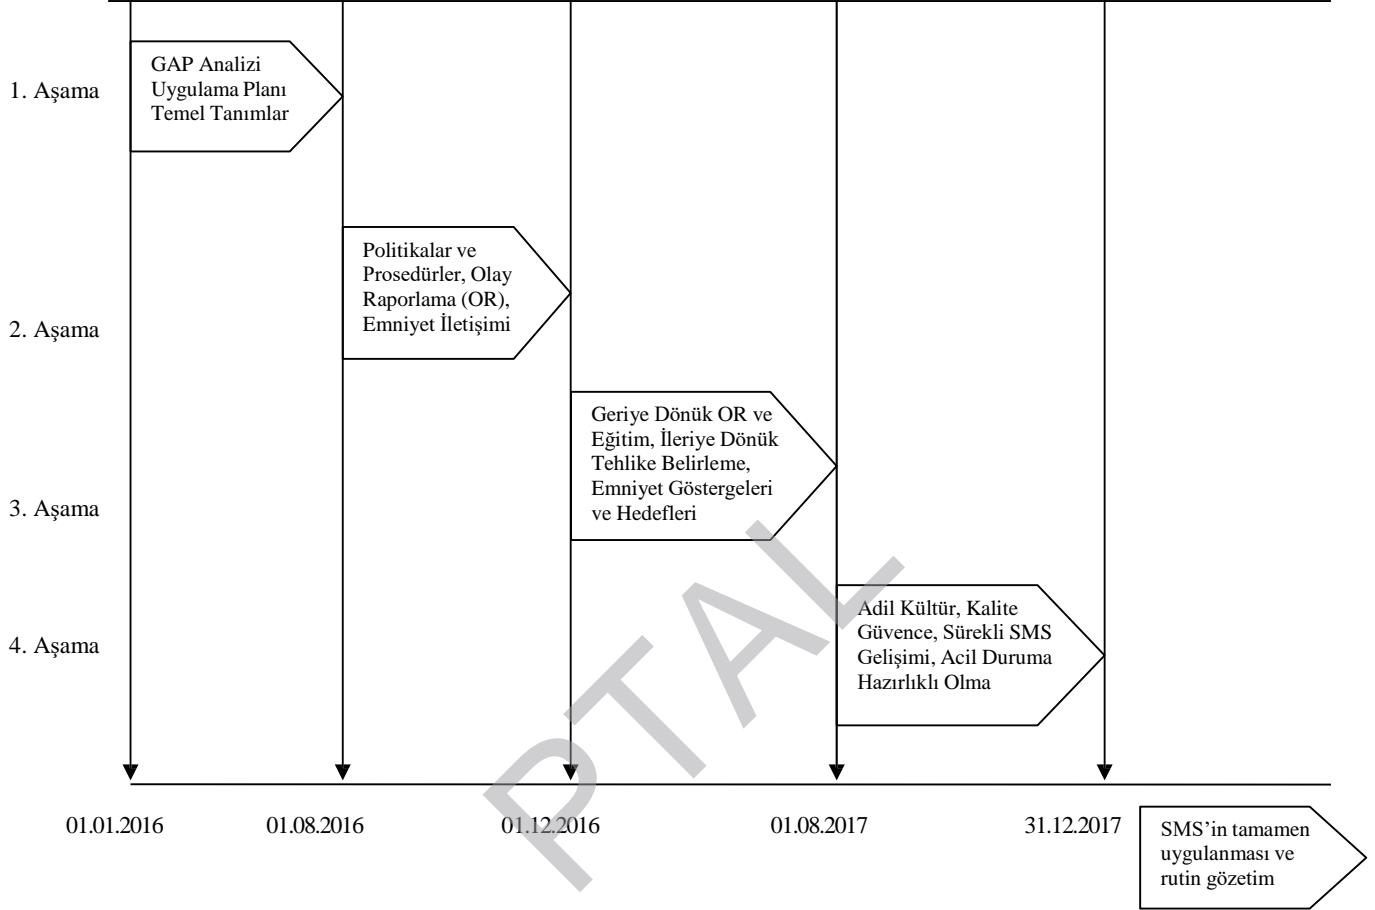 1. Aşama
GAP Analizi
Uygulama Planı
Temel Tanımlar
2. Aşama
Politikalar ve
Prosedürler, Olay
Raporlama (OR),
Emniyet İletişimi
3. Aşama
Geriye Dönük OR ve
Eğitim, İleriye Dönük
Tehlike Belirleme,
Emniyet Göstergeleri
ve Hedefleri
4. Aşama
Adil Kültür, Kalite
Güvence, Sürekli SMS
Gelişimi, Acil Duruma
Hazırlıklı Olma
PTAL
01.01.2016
01.08.2016
01.12.2016
01.08.2017
31.12.2017
SMS’in tamamen
uygulanması ve
rutin gözetim